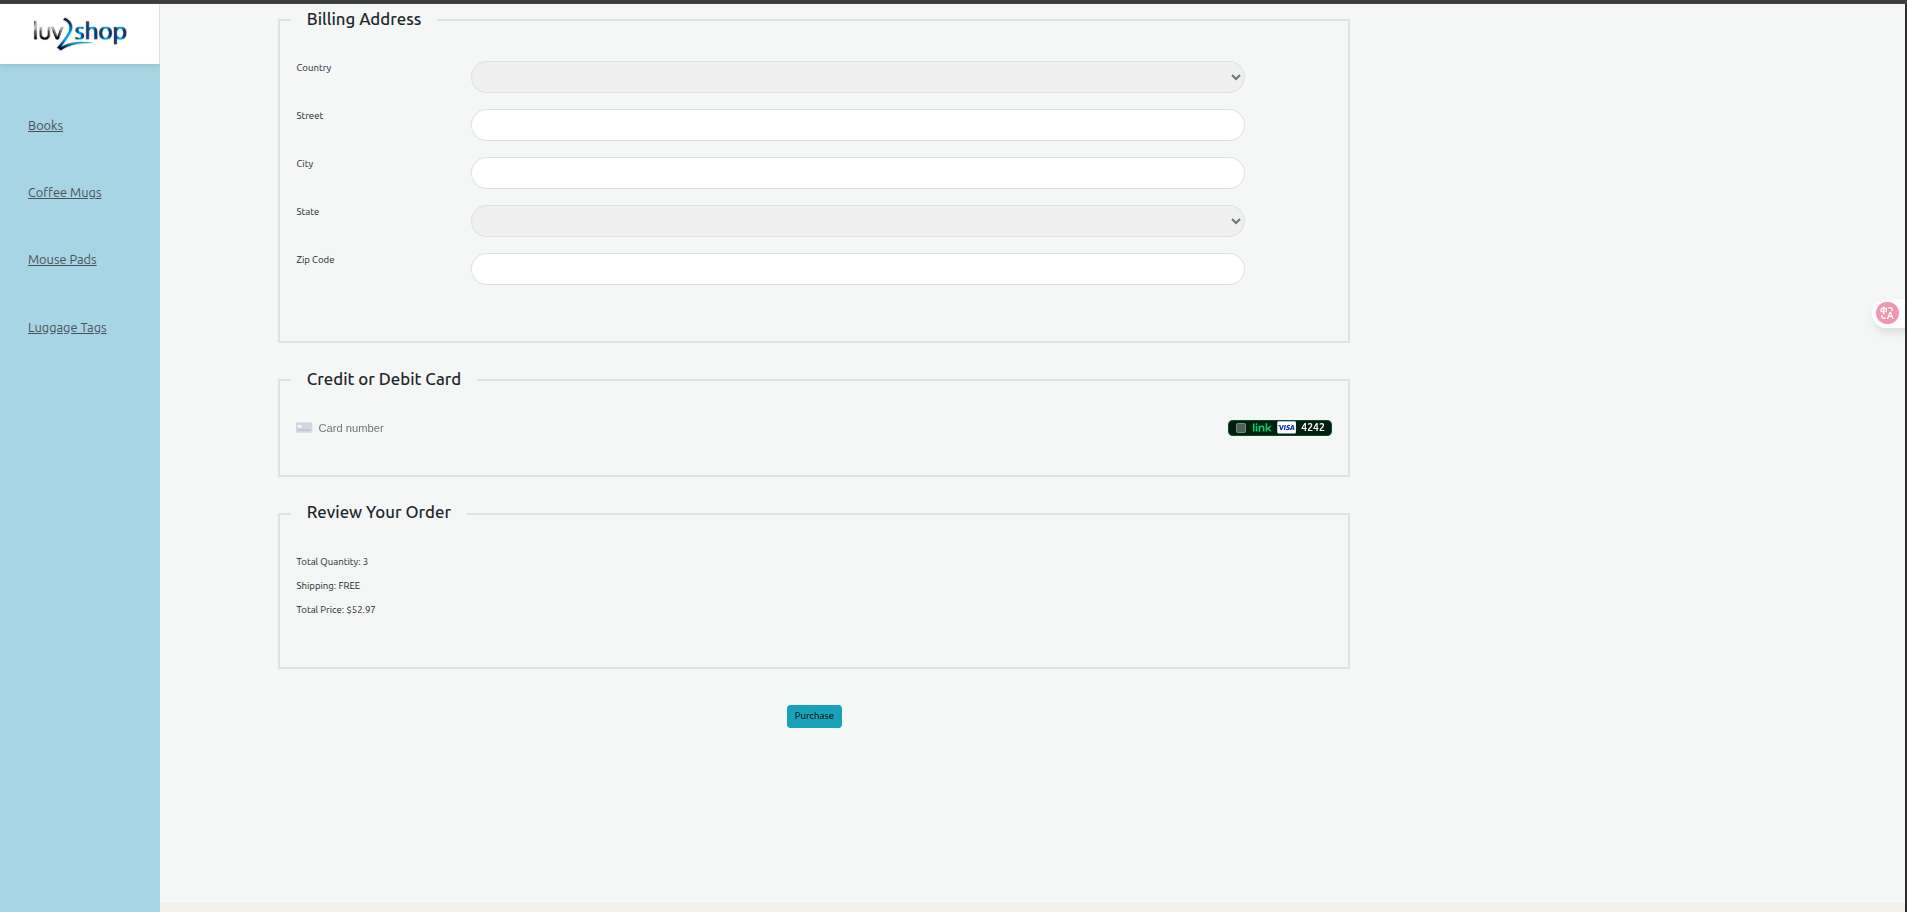 luv2shop
Books
Coffee Mugs
Mouse Pads
Luggage Tags
Billing Address
Country
Street
City
State
Zip Code
Credit or Debit Card
Card number
link VISA 4242
Review Your Order
Total Quantity: 3
Shipping: FREE
Total Price: $52.97
Purchase
中 A